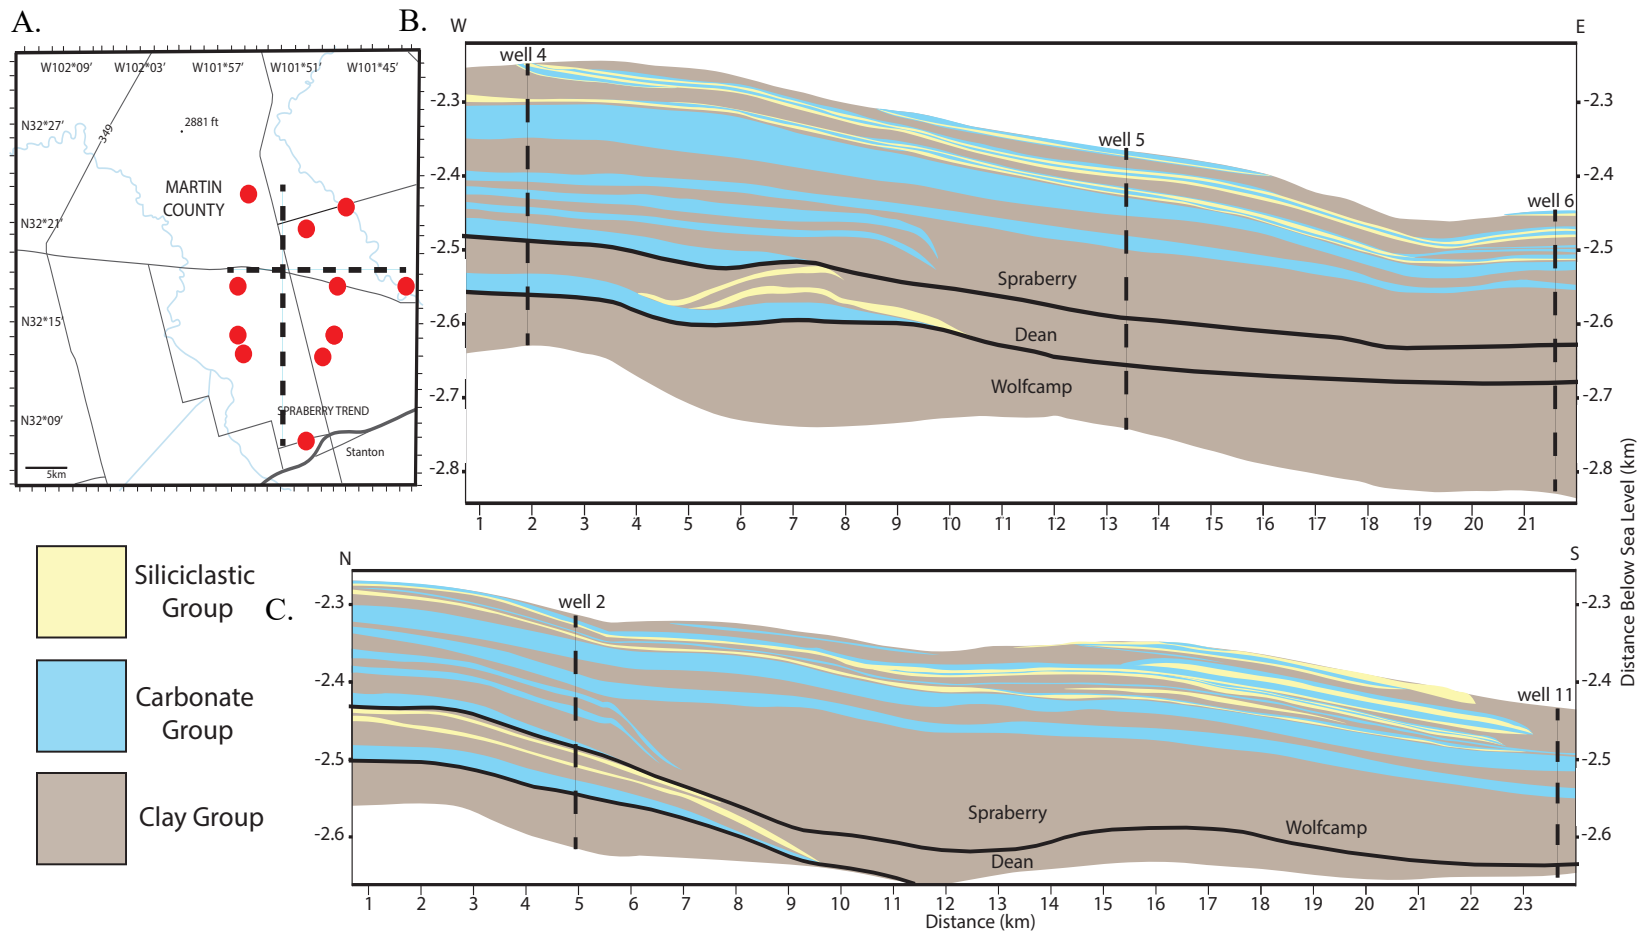 A.
W102*09' W102*03' W101*57' W101*51' W101*45'
N32*27'
349
2881 ft
MARTIN
COUNTY
N32*21'
N32*15'
N32*09'
SPRABERRY TREND
Stanton
5km
B.
W
E
well 4
well 5
well 6
-2.3
-2.4
-2.5
-2.6
-2.7
-2.8
-2.3
-2.4
-2.5
-2.6
-2.7
-2.8
Spraberry
Dean
Wolfcamp
1 2 3 4 5 6 7 8 9 10 11 12 13 14 15 16 17 18 19 20 21
Distance Below Sea Level (km)
Siliciclastic
Group
Carbonate
Group
Clay Group
C.
N
S
well 2
well 11
-2.3
-2.4
-2.5
-2.6
-2.3
-2.4
-2.5
-2.6
Spraberry
Wolfcamp
Dean
1 2 3 4 5 6 7 8 9 10 11 12 13 14 15 16 17 18 19 20 21 22 23
Distance (km)